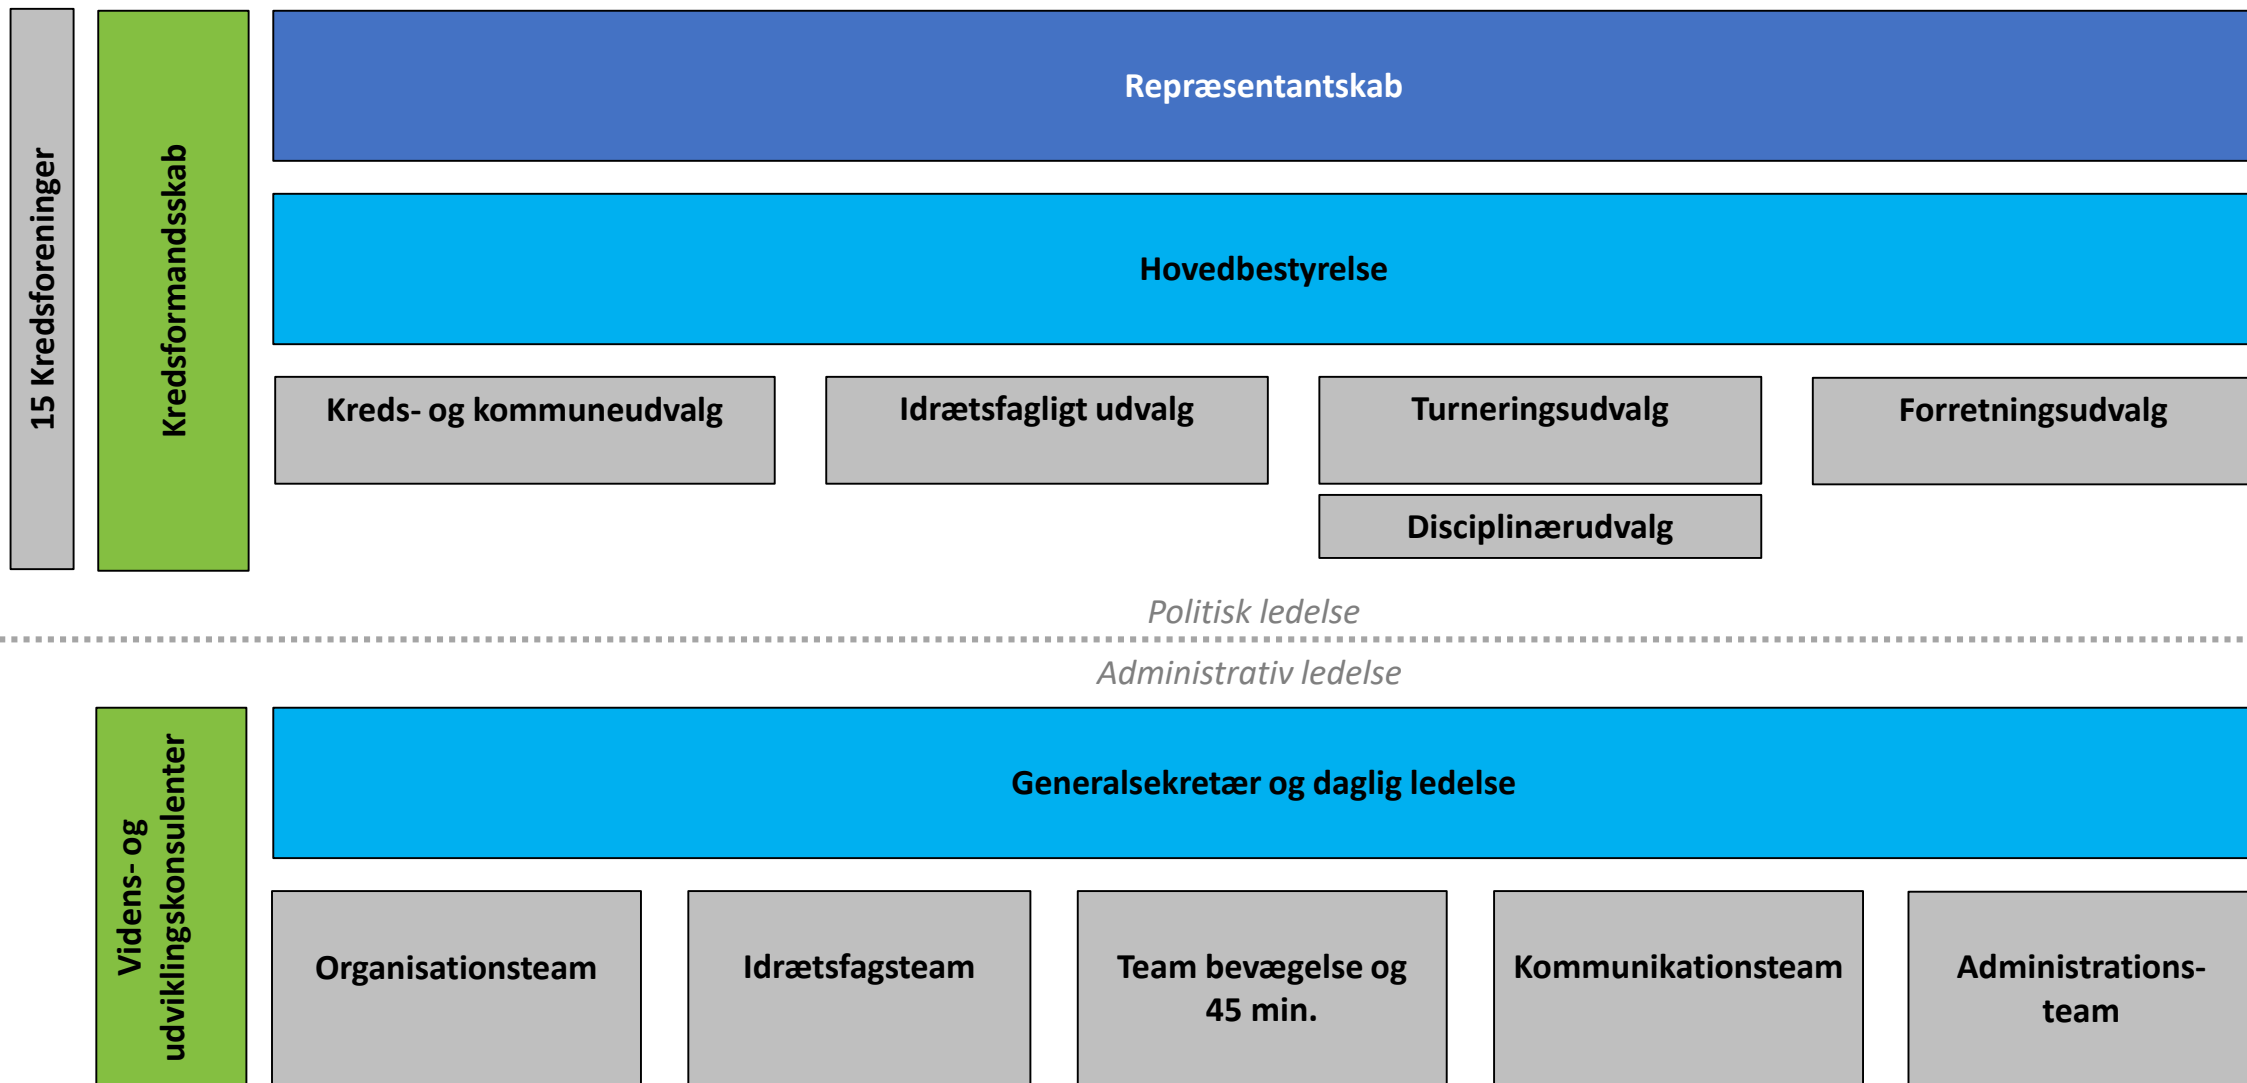 15 Kredsforeninger
Kredsformandsskab
Repræsentantskab
Hovedbestyrelse
Kreds- og kommuneudvalg
Idrætsfagligt udvalg
Turneringsudvalg
Forretningsudvalg
Disciplinærudvalg
Politisk ledelse
Administrativ ledelse
Videns- og
udviklingskonsulenter
Generalsekretær og daglig ledelse
Organisationsteam
Idrætsfagsteam
Team bevægelse og
45 min.
Kommunikationsteam
Administrations-
team